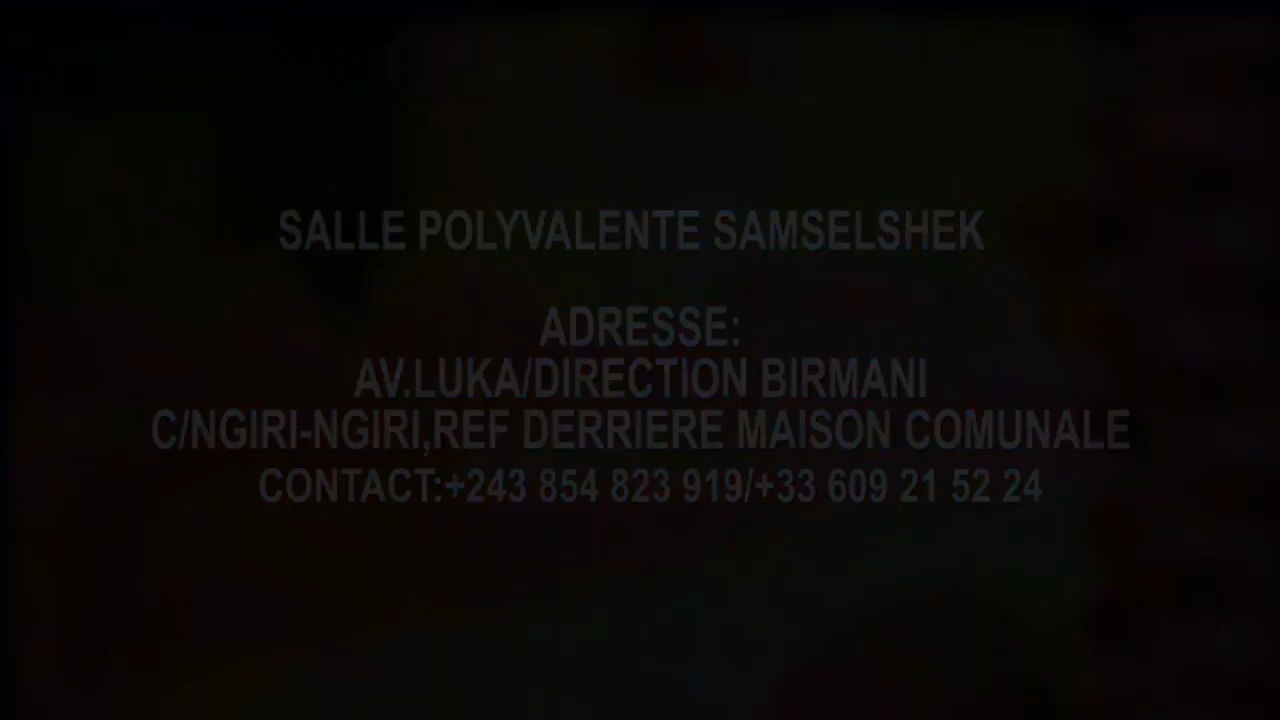 SALLE POLYVALENTE SAMSELSHEK
ADRESSE:
AV.LUKA/DIRECTION BIRMANI
C/NGIRI-NGIRI,REF DERRIERE MAISON COMUNALE
CONTACT:+243 854 823 919/+33 609 21 52 24